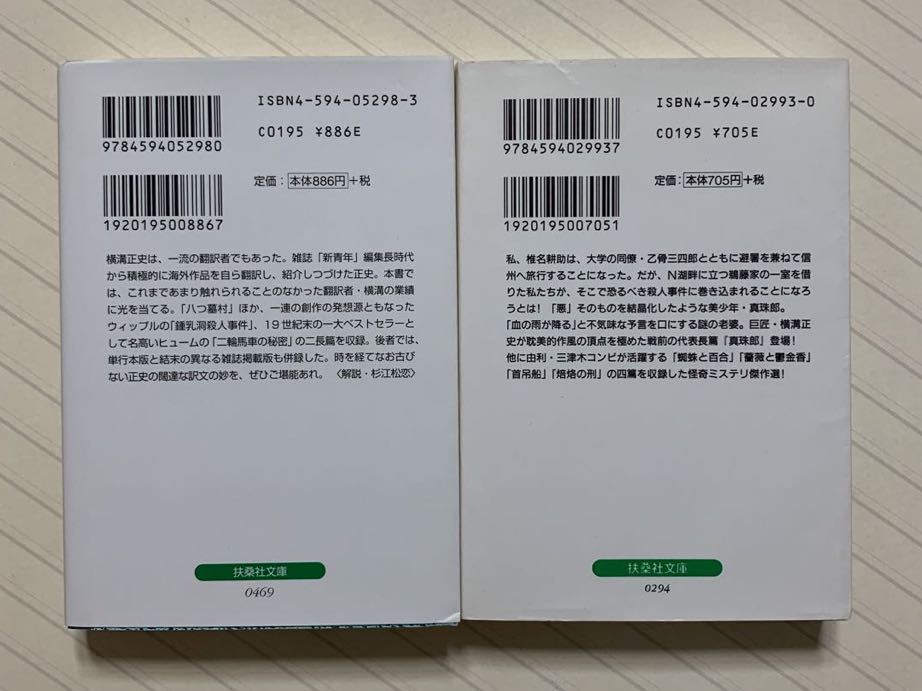 ISBN4-594-05298-3
C0195 ¥886E
9784594052980
定価：本体886円+税
1920195008867
横溝正史は、一流の翻訳者でもあった。雑誌「新青年」編集長時代
から積極的に海外作品を自ら翻訳し、紹介しつづけた正史。本書で
は、これまであまり触れられることのなかった翻訳者・横溝の業績
に光を当てる。「八つ墓村」ほか、一連の創作の発想源ともなった
ウィップルの「鍾乳洞殺人事件」、19世紀末の一大ベストセラーとし
て名高いヒュームの「二輪馬車の秘密」の二長篇を収録。後者では、
単行本版と結末の異なる雑誌掲載版も併録した。時を経てなお古び
ない正史の闊達な訳文の妙を、ぜひご堪能あれ。〈解説・杉江松恋〉
扶桑社文庫
0469
ISBN4-594-02993-0
C0195 ¥705E
9784594029937
定価：本体705円+税
1920195007051
私、椎名耕助は、大学の同僚・乙骨三四郎とともに避暑を兼ねて信
州へ旅行することになった。だが、N湖畔に立つ鵜藤家の一室を借
りた私たちが、そこで恐るべき殺人事件に巻き込まれることになろ
うとは！「悪」そのものを結晶化したような美少年・真珠郎。
「血の雨が降る」と不気味な予言を口にする謎の老婆。巨匠・横溝正
史が耽美的作風の頂点を極めた戦前の代表長篇『真珠郎』登場！
他に由利・三津木コンビが活躍する「蜘蛛と百合」「薔薇と鬱金香」
「首吊船」「焙烙の刑」の四篇を収録した怪奇ミステリ傑作選！
扶桑社文庫
0294